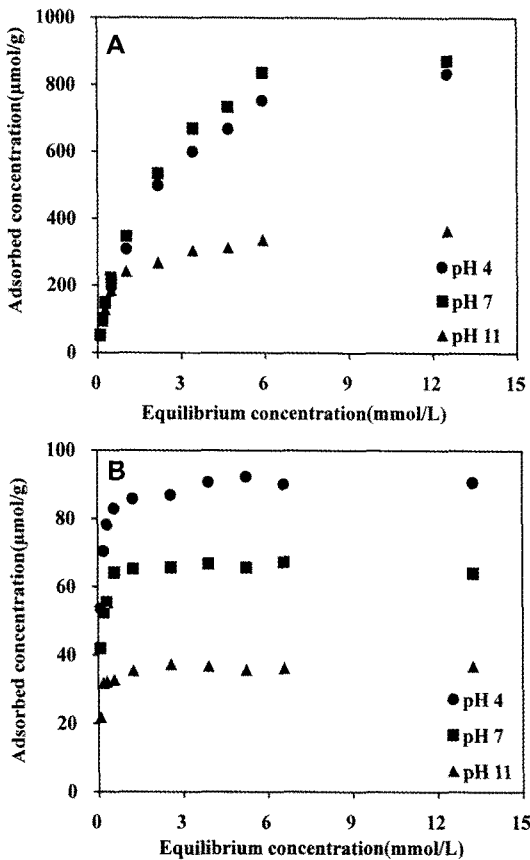 A
Adsorbed concentration(μmol/g)
1000
800
600
400
200
0
0 3 6 9 12 15
Equilibrium concentration(mmol/L)
pH 4
pH 7
pH 11
B
Adsorbed concentration(μmol/g)
100
80
60
40
20
0
0 3 6 9 12 15
Equilibrium concentration(mmol/L)
pH 4
pH 7
pH 11